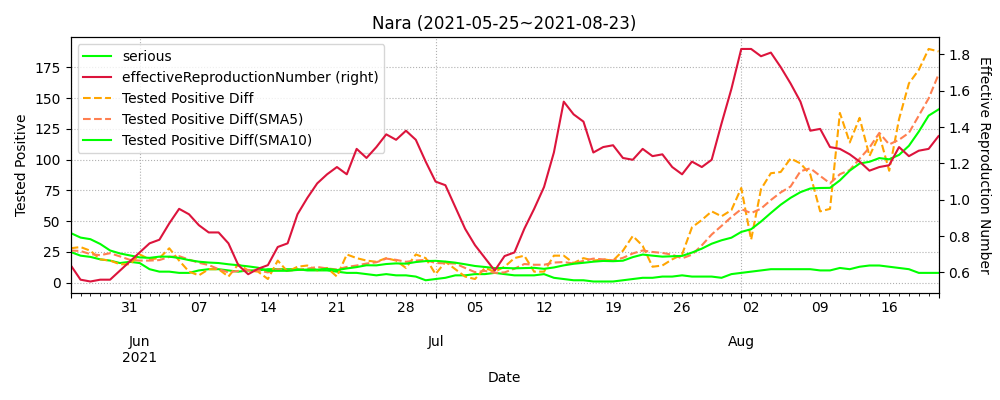 Nara (2021-05-25~2021-08-23)
serious
effectiveReproductionNumber (right)
Tested Positive Diff
Tested Positive Diff(SMA5)
Tested Positive Diff(SMA10)
Tested Positive
175
150
125
100
75
50
25
0
1.8
1.6
1.4
1.2
1.0
0.8
0.6
Effective Reproduction Number
31 07 14 21 28 05 12 19 26 02 09 16
Jun Jul Aug
2021
Date